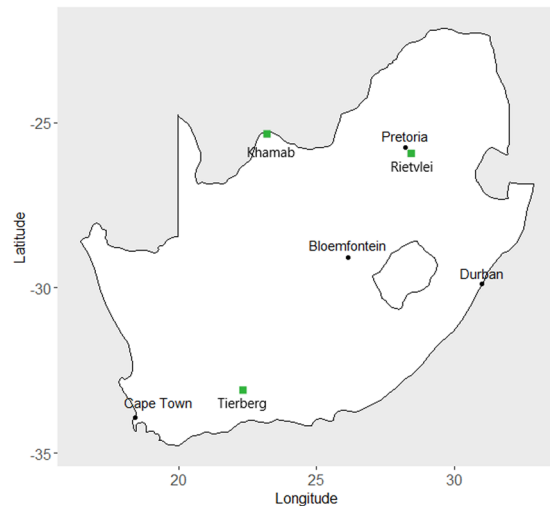 -25
Pretoria
Khamab
Rietvlei
Bloemfontein
Durban
-30
Cape Town
Tierberg
-35
20
25
30
Longitude
Latitude